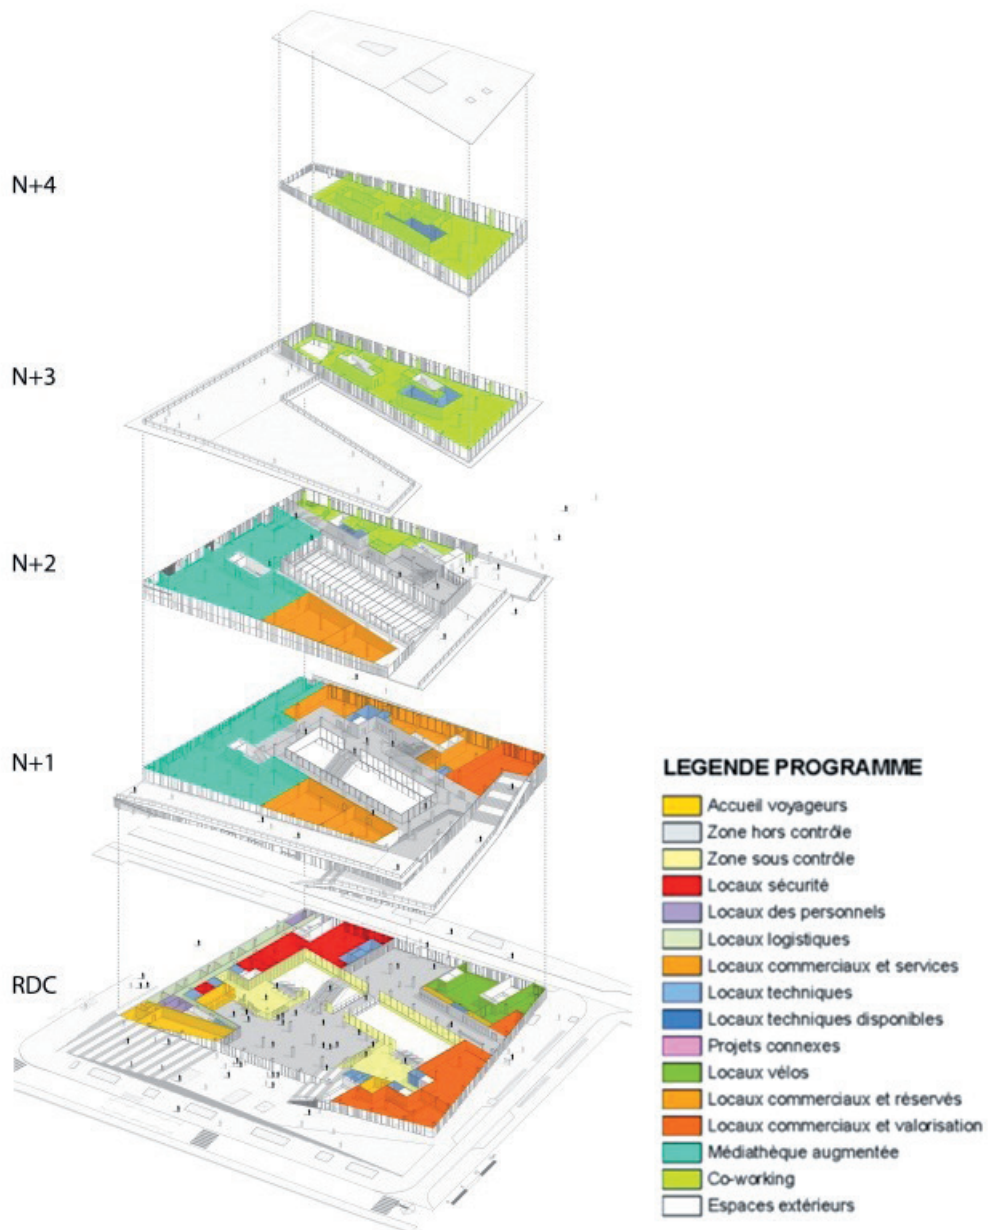 N+4
N+3
N+2
N+1
RDC
LEGENDE PROGRAMME
Accueil voyageurs
Zone hors contrôle
Zone sous contrôle
Locaux sécurité
Locaux des personnels
Locaux logistiques
Locaux commerciaux et services
Locaux techniques
Locaux techniques disponibles
Projets connexes
Locaux vélos
Locaux commerciaux et réservés
Locaux commerciaux et valorisation
Médiathèque augmentée
Co-working
Espaces extérieurs